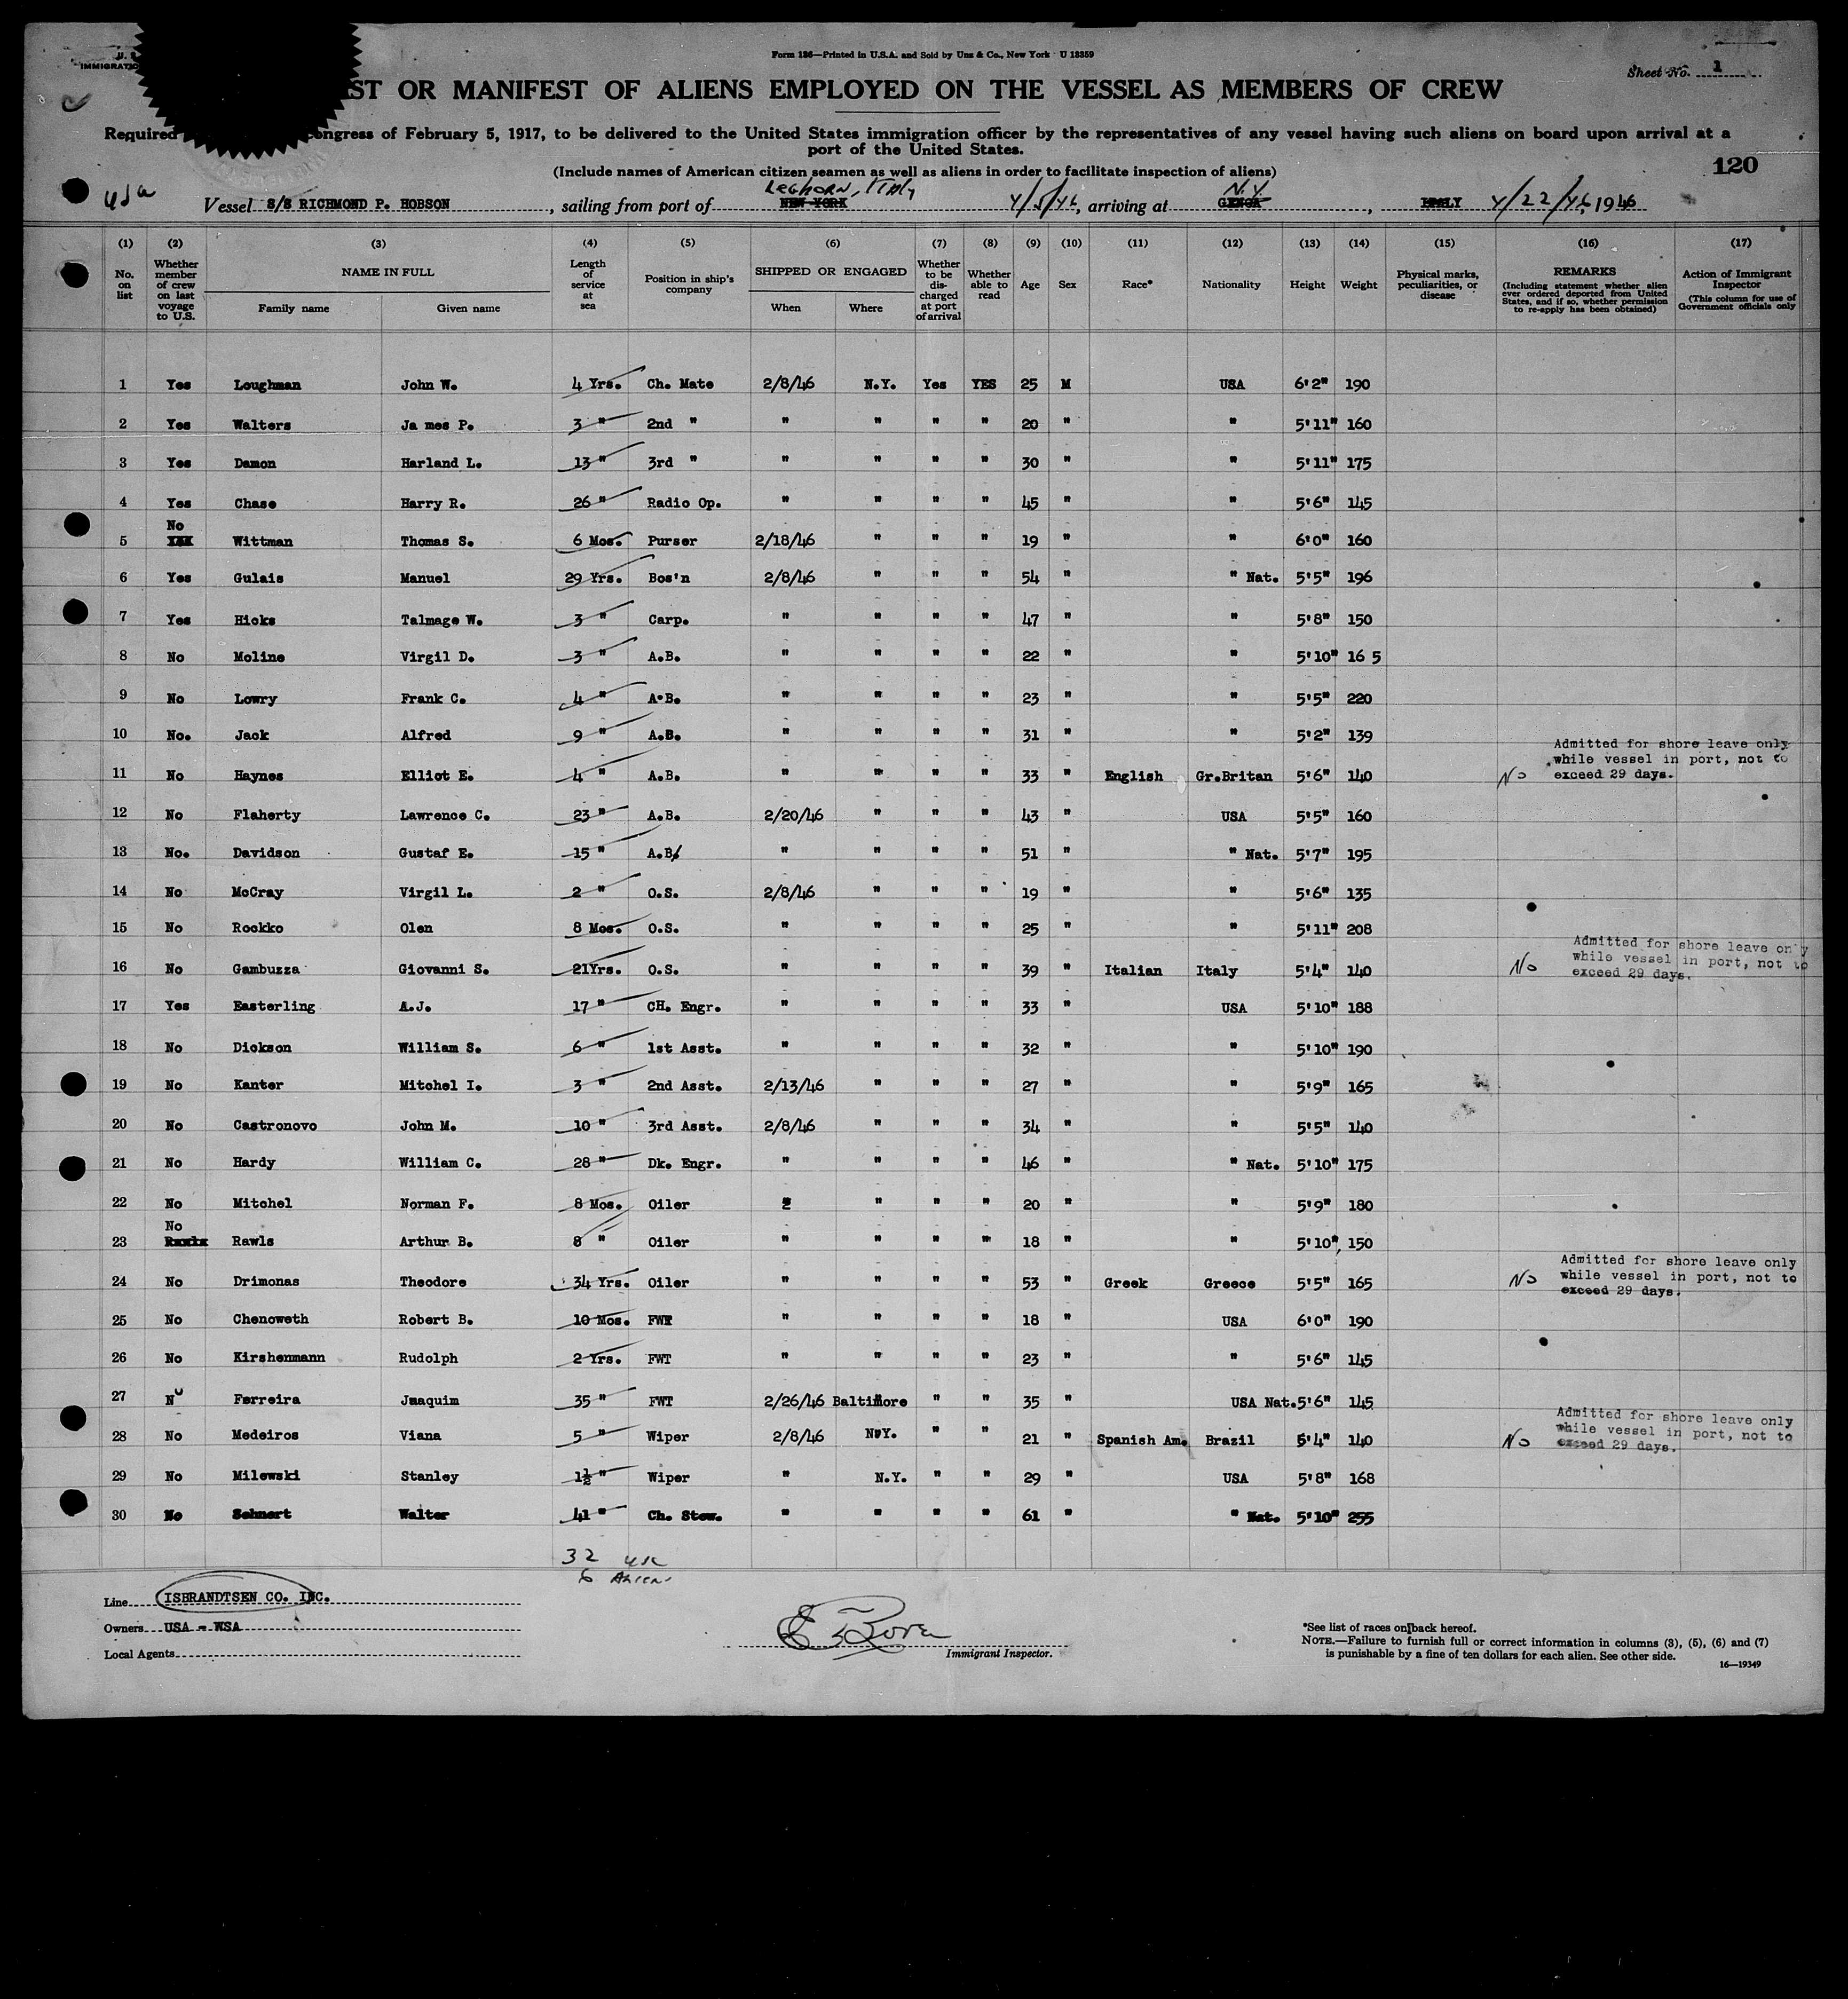 U. S.
IMMIGRATIO
Form 136—Printed in U.S.A. and Sold by Unz & Co., New York U 13359
Sheet No. 1
ST OR MANIFEST OF ALIENS EMPLOYED ON THE VESSEL AS MEMBERS OF CREW
Required ongress of February 5, 1917, to be delivered to the United States immigration officer by the representatives of any vessel having such aliens on board upon arrival at a
port of the United States.
(Include names of American citizen seamen as well as aliens in order to facilitate inspection of aliens)
120
Leghorn, Italy N.Y.
Vessel S/S RICHMOND P. HOBSON, sailing from port of NEW YORK 4/5/46, arriving at GENOA, ITALY 4/22/46, 1946
(1) (2) (3) (4) (5) (6) (7) (8) (9) (10) (11) (12) (13) (14) (15) (16) (17)
No. on list Whether member of crew on last voyage to U.S. NAME IN FULL Family name Given name Length of service at sea Position in ship's company SHIPPED OR ENGAGED When Where Whether to be discharged at port of arrival Whether able to read Age Sex Race* Nationality Height Weight Physical marks, peculiarities, or disease REMARKS (Including statement whether alien ever ordered deported from United States, and if so, whether permission to re-apply has been obtained) Action of Immigrant Inspector (This column for use of Government officials only
1 Yes Loughman John W. 4 Yrs. Ch. Mate 2/8/46 N.Y. Yes YES 25 M USA 6'2" 190
2 Yes Walters Ja mes P. 3 " 2nd " " " " " 20 " " 5'11" 160
3 Yes Damon Harland L. 13 " 3rd " " " " " 30 " " 5'11" 175
4 Yes Chase Harry R. 26 " Radio Op. " " " " 45 " " 5'6" 145
No
5 Wittman Thomas S. 6 Mos. Purser 2/18/46 " " " 19 " " 6'0" 160
6 Yes Gulais Manuel 29 Yrs. Bos'n 2/8/46 " " " 54 " " Nat. 5'5" 196
7 Yes Hicks Talmage W. 3 " Carp. " " " " 47 " " 5'8" 150
8 No Moline Virgil D. 3 " A.B. " " " " 22 " " 5'10" 16 5
9 No Lowry Frank C. 4 " A.B. " " " " 23 " " 5'5" 220
10 No. Jack Alfred 9 " A.B. " " " " 31 " " 5'2" 139
11 No Haynes Elliot E. 4 " A.B. " " " " 33 " English Gr.Britan 5'6" 140 No Admitted for shore leave only while vessel in port, not to exceed 29 days.
12 No Flaherty Lawrence C. 23 " A.B. 2/20/46 " " " 43 " USA 5'5" 160
13 No. Davidson Gustaf E. 15 " A.B/ " " " " 51 " " Nat. 5'7" 195
14 No McCray Virgil L. 2 " O.S. 2/8/46 " " " 19 " " 5'6" 135
15 No Rockko Olen 8 Mos. O.S. " " " " 25 " " 5'11" 208
16 No Gambuzza Giovanni S. 21Yrs. O.S. " " " " 39 " Italian Italy 5'4" 140 No Admitted for shore leave only while vessel in port, not to exceed 29 days.
17 Yes Easterling A.J. 17 " CH. Engr. " " " " 33 " USA 5'10" 188
18 No Dickson William S. 6 " 1st Asst. " " " " 32 " " 5'10" 190
19 No Kanter Mitchel I. 3 " 2nd Asst. 2/13/46 " " " 27 " " 5'9" 165
20 No Castronovo John M. 10 " 3rd Asst. 2/8/46 " " " 34 " " 5'5" 140
21 No Hardy William C. 28 " Dk. Engr. " " " " 46 " " Nat. 5'10" 175
22 No Mitchel Norman F. 8 Mos. Oiler " " " " 20 " " 5'9" 180
No
23 Rawls Arthur B. 8 " Oiler " " " " 18 " " 5'10" 150
24 No Drimonas Theodore 34 Yrs. Oiler " " " " 53 " Greek Greece 5'5" 165 No Admitted for shore leave only while vessel in port, not to exceed 29 days.
25 No Chenoweth Robert B. 10 Mos. FWT " " " " 18 " USA 6'0" 190
26 No Kirshenmann Rudolph 2 Yrs. FWT " " " " 23 " " 5'6" 145
27 No Ferreira Jmaquim 35 " FWT 2/26/46 Baltimore " " 35 " USA Nat. 5'6" 145
28 No Medeiros Viana 5 " Wiper 2/8/46 N.Y. " " 21 " Spanish Am. Brazil 5'4" 140 No Admitted for shore leave only while vessel in port, not to exceed 29 days.
29 No Milewski Stanley 1½ " Wiper " N.Y. " " 29 " USA 5'8" 168
30 No Sehnert Walter 41 " Ch. Stew. " " " " 61 " " Nat. 5'10" 255
32
6 Alien
Line ISBRANDTSEN CO. INC.
Owners USA - WSA
Local Agents
Immigrant Inspector.
*See list of races on back hereof.
NOTE.—Failure to furnish full or correct information in columns (3), (5), (6) and (7)
is punishable by a fine of ten dollars for each alien. See other side.
16—19349